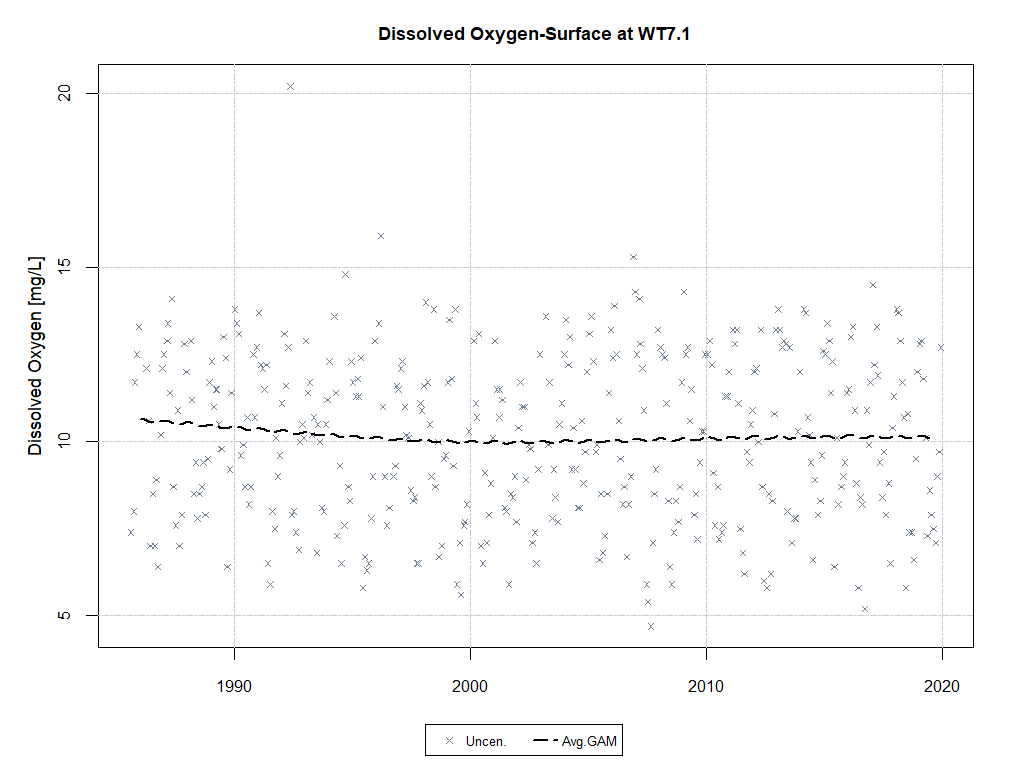 Dissolved Oxygen-Surface at WT7.1
Dissolved Oxygen [mg/L]
20
15
10
5
1990 2000 2010 2020
Uncen. Avg.GAM